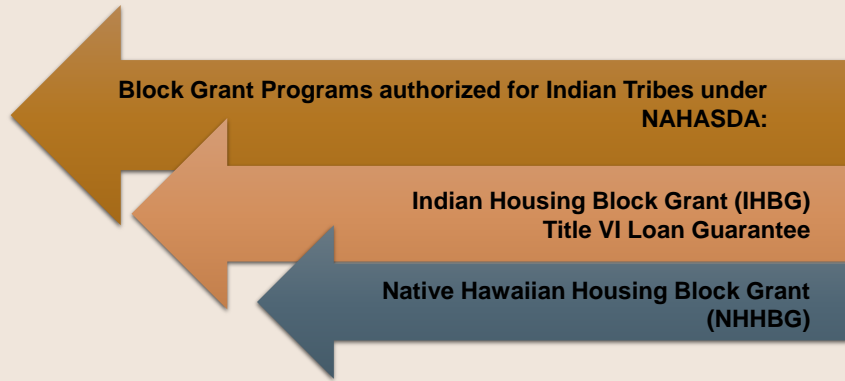 Block Grant Programs authorized for Indian Tribes under
NAHASDA:
Indian Housing Block Grant (IHBG)
Title VI Loan Guarantee
Native Hawaiian Housing Block Grant
(NHHBG)